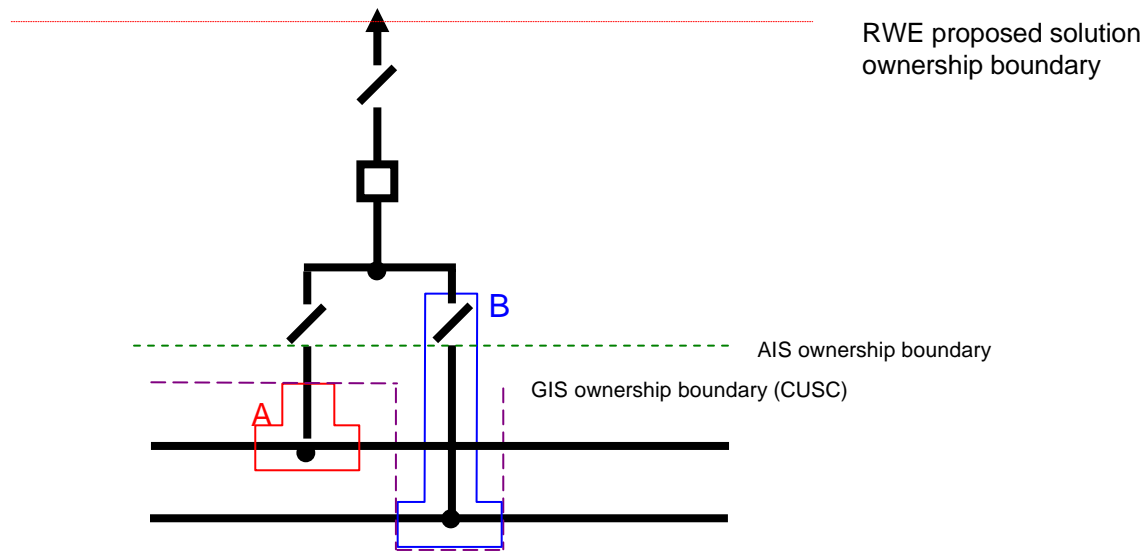 RWE proposed solution
ownership boundary
B
AIS ownership boundary
GIS ownership boundary (CUSC)
A